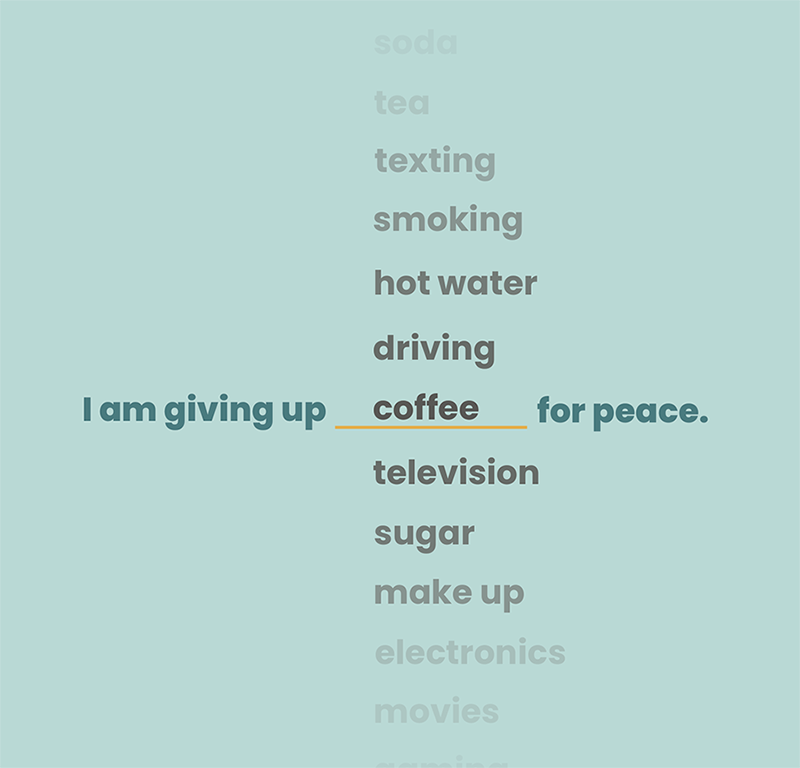 soda
tea
texting
smoking
hot water
driving
I am giving up coffee for peace.
television
sugar
make up
electronics
movies
gaming